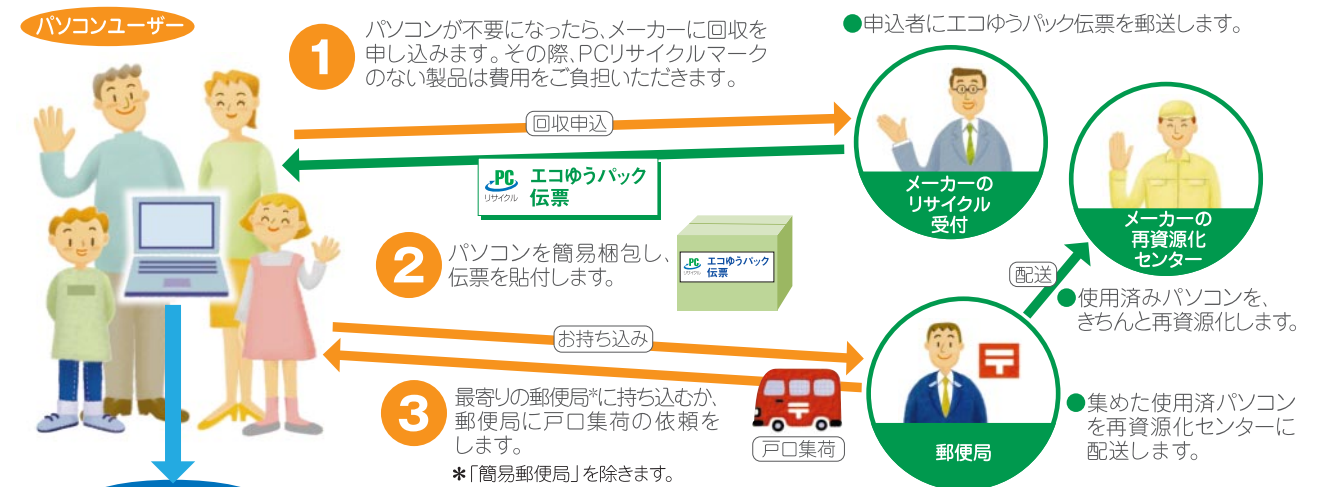 パソコンユーザー
1
パソコンが不要になったら、メーカーに回収を
申し込みます。その際、PCリサイクルマーク
のない製品は費用をご負担いただきます。
●申込者にエコゆうパック伝票を郵送します。
回収申込
PC
リサイクル
エコゆうパック
伝票
メーカーの
リサイクル
受付
メーカーの
再資源化
センター
2
パソコンを簡易梱包し、
伝票を貼付します。
PC
リサイクル
エコゆうパック
伝票
配送
●使用済みパソコンを、
きちんと再資源化します。
お持ち込み
3
最寄りの郵便局*に持ち込むか、
郵便局に戸口集荷の依頼を
します。
*「簡易郵便局」を除きます。
戸口集荷
郵便局
●集めた使用済パソコン
を再資源化センターに
配送します。